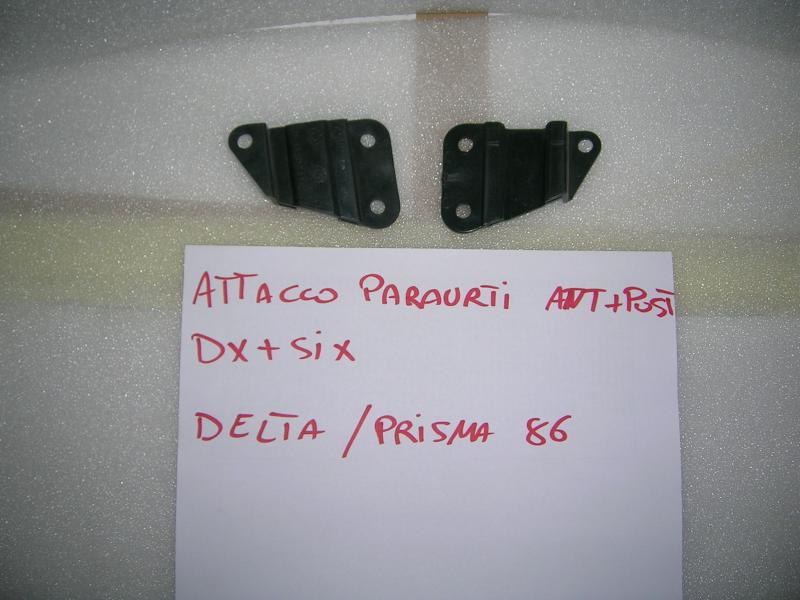 ATTACCO PARAURTI ANT+POST
DX+Six
DELTA / PRISMA 86